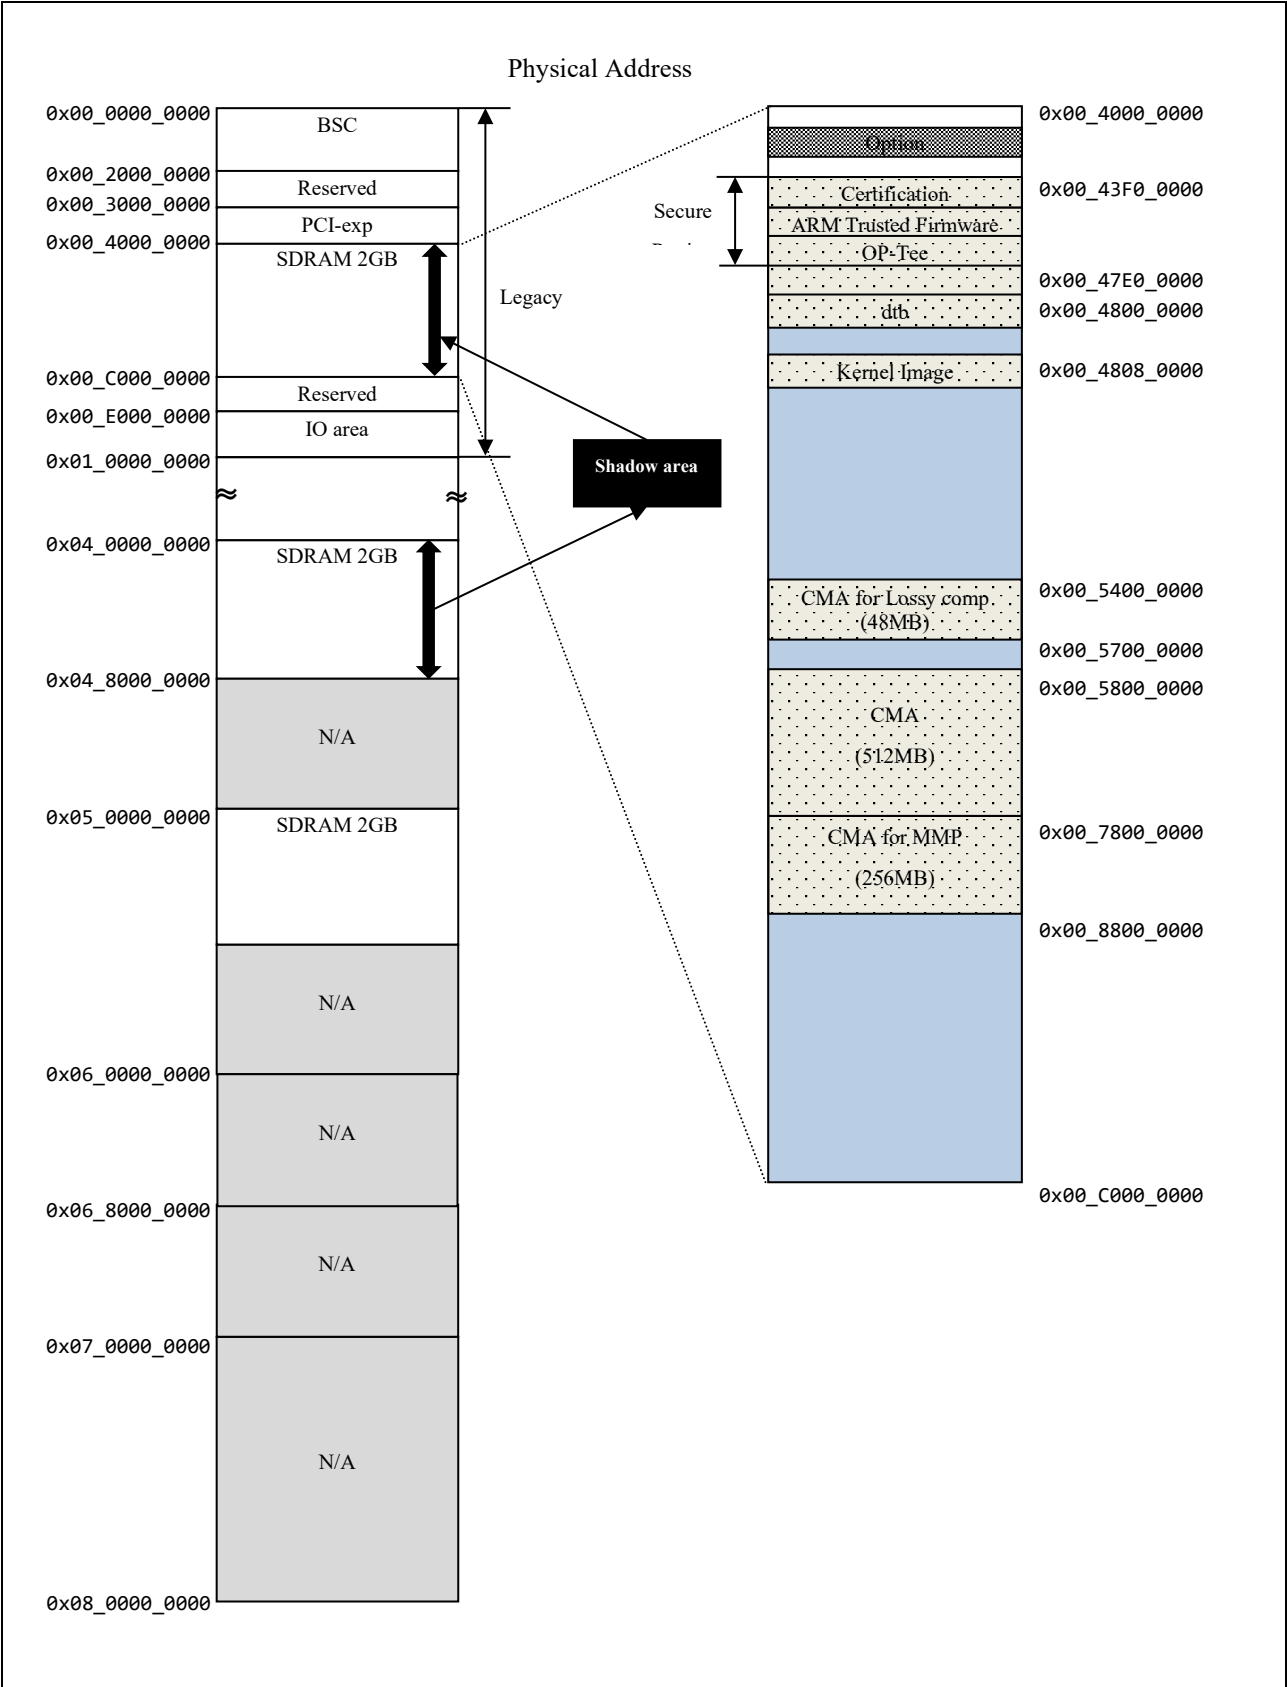 Physical Address
0x00_0000_0000
BSC
0x00_2000_0000
Reserved
0x00_3000_0000
PCI-exp
0x00_4000_0000
SDRAM 2GB
Legacy
0x00_C000_0000
Reserved
0x00_E000_0000
IO area
0x01_0000_0000
≈ ≈
0x04_0000_0000
SDRAM 2GB
Shadow area
0x04_8000_0000
N/A
0x05_0000_0000
SDRAM 2GB
N/A
0x06_0000_0000
N/A
0x06_8000_0000
N/A
0x07_0000_0000
N/A
0x08_0000_0000
0x00_4000_0000
Option
Secure
Certification
0x00_43F0_0000
ARM Trusted Firmware
OP-Tee
0x00_47E0_0000
dtb
0x00_4800_0000
Kernel Image
0x00_4808_0000
CMA for Lossy comp
(48MB)
0x00_5400_0000
0x00_5700_0000
0x00_5800_0000
CMA
(512MB)
CMA for MMP
0x00_7800_0000
(256MB)
0x00_8800_0000
0x00_C000_0000